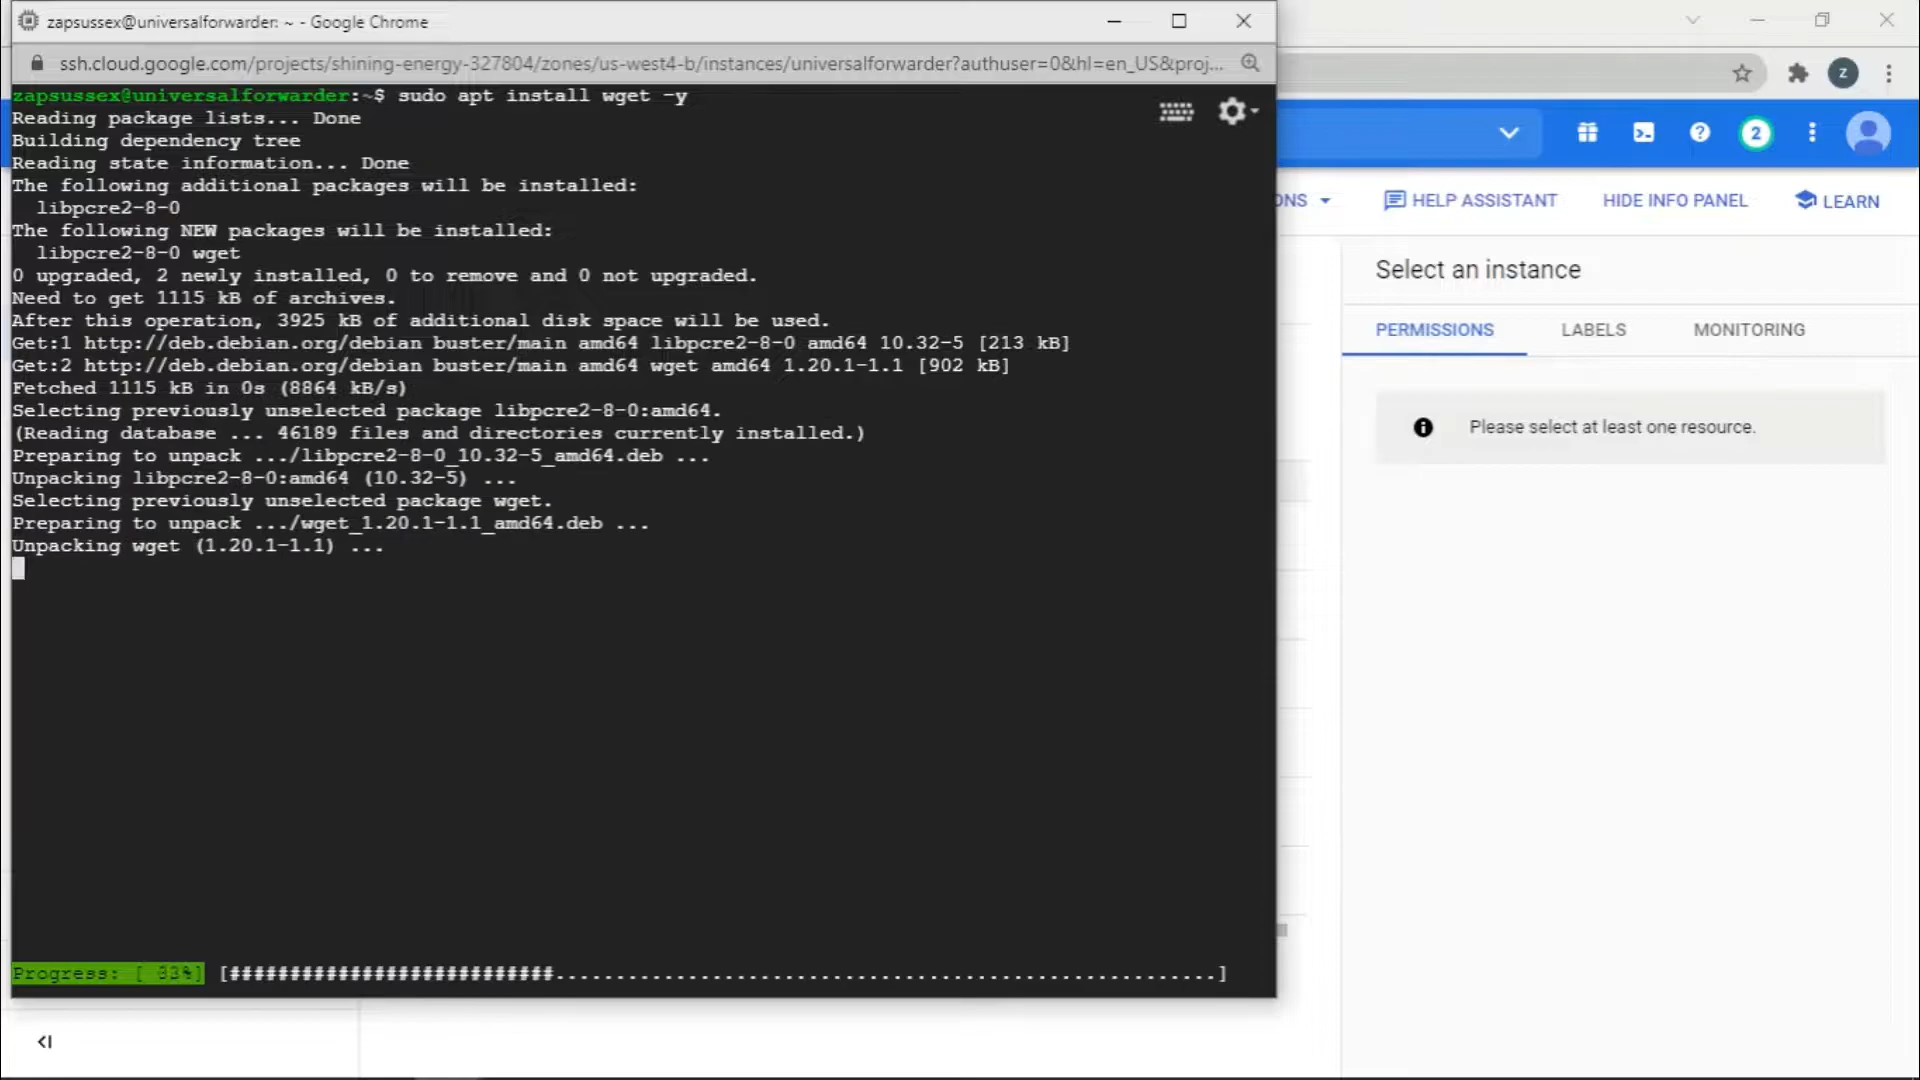 zapsussex@universalforwarder: ~ - Google Chrome
ssh.cloud.google.com/projects/shining-energy-327804/zones/us-west4-b/instances/universalforwarder?authuser=0&hl=en_US&proj...
zapsussex@universalforwarder:~$ sudo apt install wget -y
Reading package lists... Done
Building dependency tree
Reading state information... Done
The following additional packages will be installed:
libpcre2-8-0
The following NEW packages will be installed:
libpcre2-8-0 wget
0 upgraded, 2 newly installed, 0 to remove and 0 not upgraded.
Need to get 1115 kB of archives.
After this operation, 3925 kB of additional disk space will be used.
Get:1 http://deb.debian.org/debian buster/main amd64 libpcre2-8-0 amd64 10.32-5 [213 kB]
Get:2 http://deb.debian.org/debian buster/main amd64 wget amd64 1.20.1-1.1 [902 kB]
Fetched 1115 kB in 0s (8864 kB/s)
Selecting previously unselected package libpcre2-8-0:amd64.
(Reading database ... 46189 files and directories currently installed.)
Preparing to unpack .../libpcre2-8-0_10.32-5_amd64.deb ...
Unpacking libpcre2-8-0:amd64 (10.32-5) ...
Selecting previously unselected package wget.
Preparing to unpack .../wget_1.20.1-1.1_amd64.deb ...
Unpacking wget (1.20.1-1.1) ...
Progress: [ 33%] [###########################.......................................................]
z
2
ONS
HELP ASSISTANT
HIDE INFO PANEL
LEARN
Select an instance
PERMISSIONS
LABELS
MONITORING
Please select at least one resource.